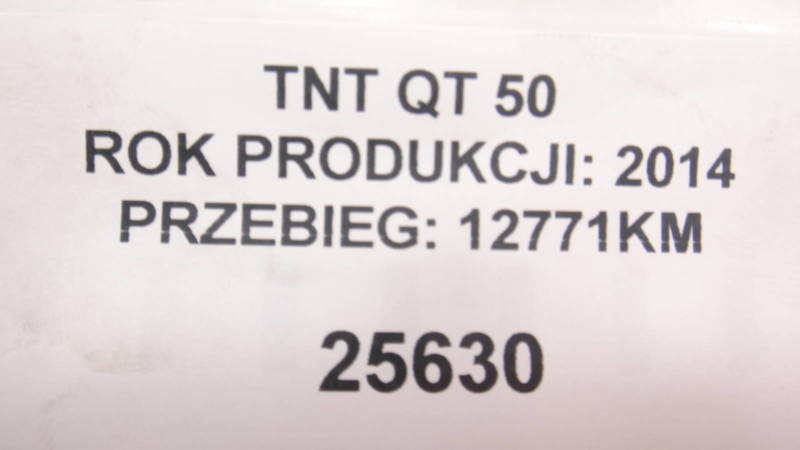 TNT QT 50
ROK PRODUKCJI: 2014
PRZEBIEG: 12771KM
25630